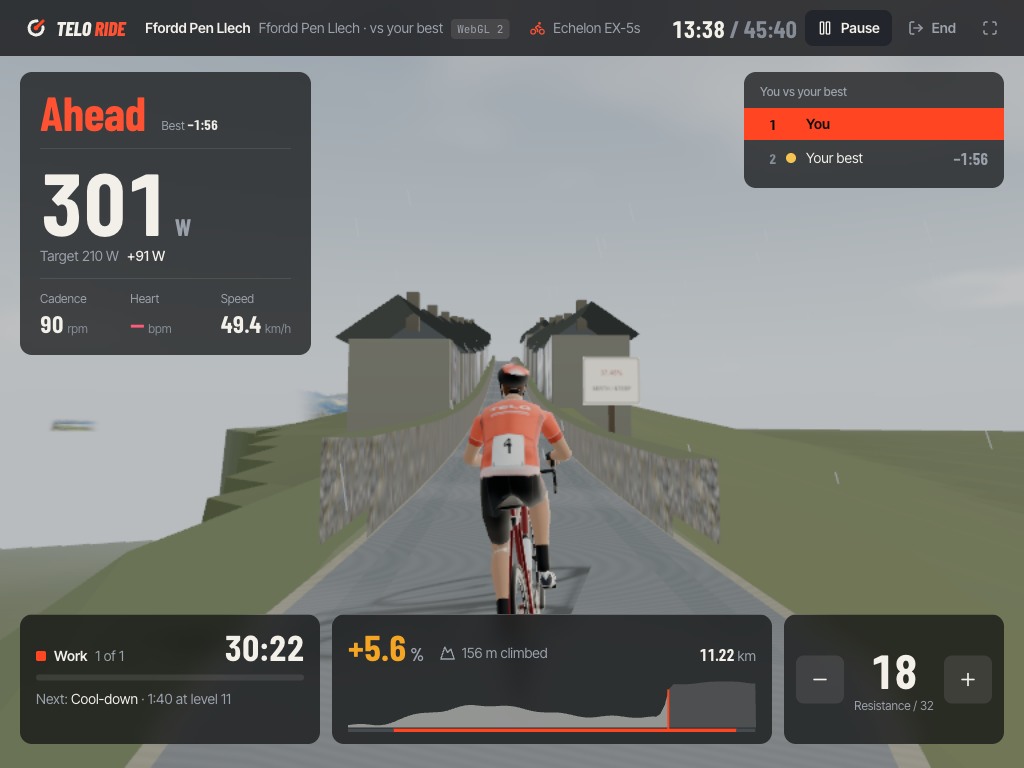 TELO RIDE
Ffordd Pen Llech Ffordd Pen Llech · vs your best WebGL 2
Echelon EX-5s
13:38 / 45:40
Pause
End
Ahead
Best −1:56
301 W
Target 210 W +91 W
Cadence Heart Speed
90 rpm
– bpm
49.4 km/h
You vs your best
1 You
2 Your best −1:56
TELO
4
Work 1 of 1 30:22
Next: Cool-down · 1:40 at level 11
+5.6 % 156 m climbed 11.22 km
−
18
+
Resistance / 32